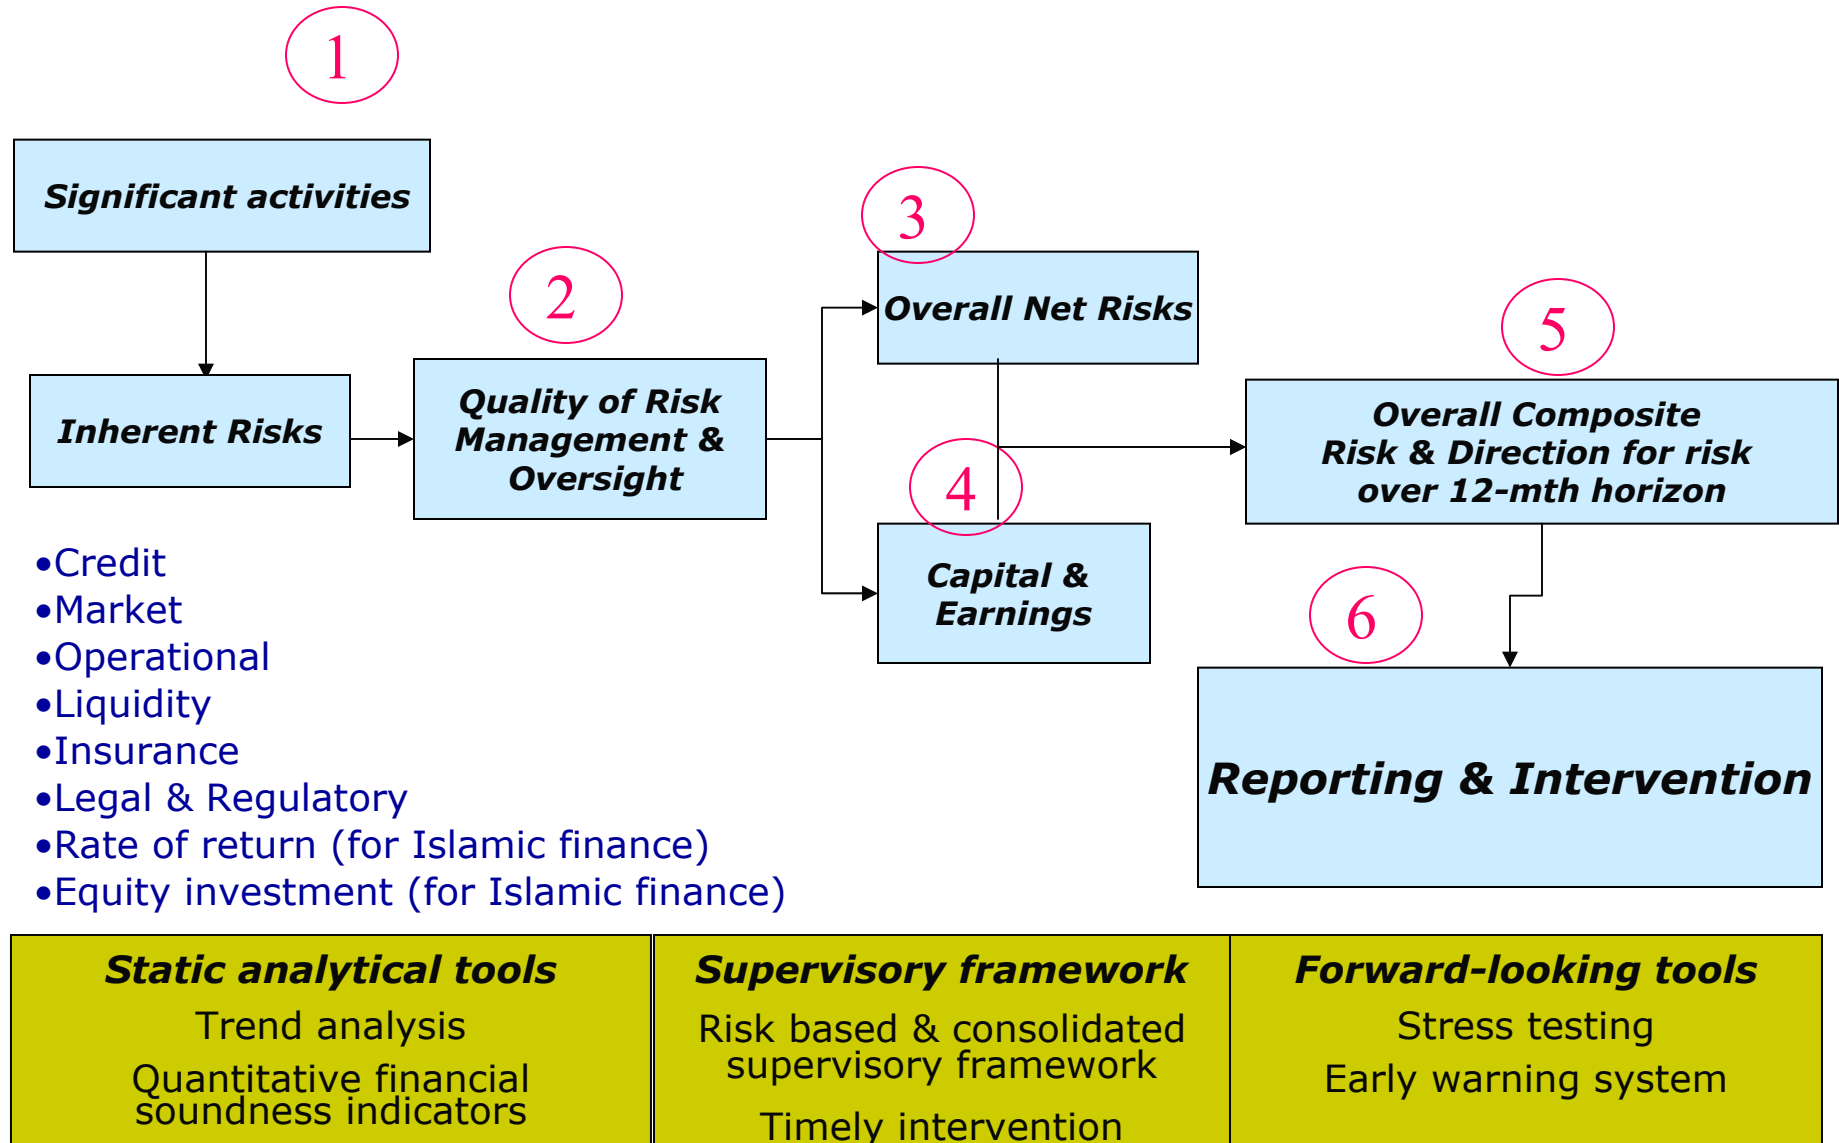 1
Significant activities
Inherent Risks
2
Quality of Risk
Management &
Oversight
3
Overall Net Risks
4
Capital &
Earnings
5
Overall Composite
Risk & Direction for risk
over 12-mth horizon
6
Reporting & Intervention
•Credit
•Market
•Operational
•Liquidity
•Insurance
•Legal & Regulatory
•Rate of return (for Islamic finance)
•Equity investment (for Islamic finance)
Static analytical tools
Trend analysis
Quantitative financial
soundness indicators
Supervisory framework
Risk based & consolidated
supervisory framework
Timely intervention
Forward-looking tools
Stress testing
Early warning system